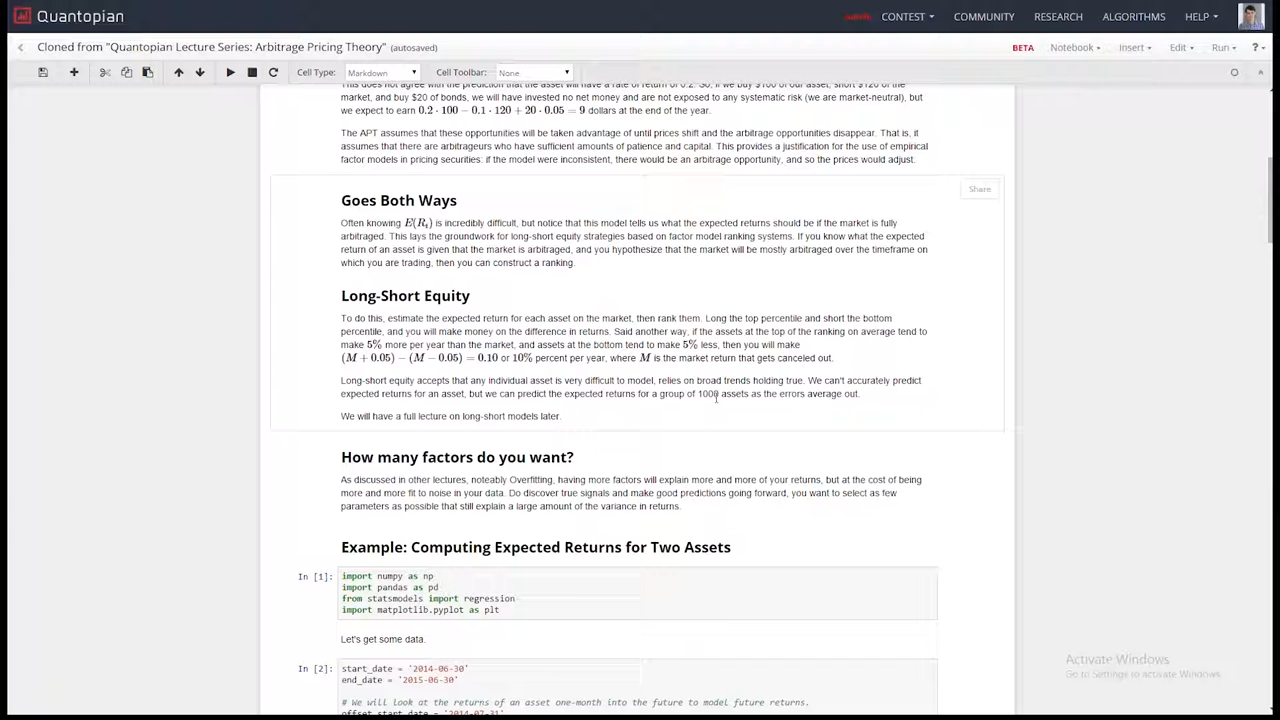 Quantopian
CONTEST COMMUNITY RESEARCH ALGORITHMS HELP
Cloned from "Quantopian Lecture Series: Arbitrage Pricing Theory" (autosaved) BETA Notebook Insert Edit Run ?
Cell Type: Markdown Cell Toolbar: None
market, and buy $20 of bonds, we will have invested no net money and are not exposed to any systematic risk (we are market-neutral), but
we expect to earn 0.2 · 100 − 0.1 · 120 + 20 · 0.05 = 9 dollars at the end of the year.
The APT assumes that these opportunities will be taken advantage of until prices shift and the arbitrage opportunities disappear. That is, it
assumes that there are arbitrageurs who have sufficient amounts of patience and capital. This provides a justification for the use of empirical
factor models in pricing securities: if the model were inconsistent, there would be an arbitrage opportunity, and so the prices would adjust.
Share
Goes Both Ways
Often knowing E(Ri) is incredibly difficult, but notice that this model tells us what the expected returns should be if the market is fully
arbitraged. This lays the groundwork for long-short equity strategies based on factor model ranking systems. If you know what the expected
return of an asset is given that the market is arbitraged, and you hypothesize that the market will be mostly arbitraged over the timeframe on
which you are trading, then you can construct a ranking.
Long-Short Equity
To do this, estimate the expected return for each asset on the market, then rank them. Long the top percentile and short the bottom
percentile, and you will make money on the difference in returns. Said another way, if the assets at the top of the ranking on average tend to
make 5% more per year than the market, and assets at the bottom tend to make 5% less, then you will make
(M + 0.05) − (M − 0.05) = 0.10 or 10% percent per year, where M is the market return that gets canceled out.
Long-short equity accepts that any individual asset is very difficult to model, relies on broad trends holding true. We can't accurately predict
expected returns for an asset, but we can predict the expected returns for a group of 1000 assets as the errors average out.
We will have a full lecture on long-short models later.
How many factors do you want?
As discussed in other lectures, noteably Overfitting, having more factors will explain more and more of your returns, but at the cost of being
more and more fit to noise in your data. Do discover true signals and make good predictions going forward, you want to select as few
parameters as possible that still explain a large amount of the variance in returns.
Example: Computing Expected Returns for Two Assets
In [1]: import numpy as np
import pandas as pd
from statsmodels import regression
import matplotlib.pyplot as plt
Let's get some data.
In [2]: start_date = '2014-06-30'
end_date = '2015-06-30'
# We will look at the returns of an asset one-month into the future to model future returns.
offset_start_date = '2014-07-31'
Activate Windows
Go to Settings to activate Windows.